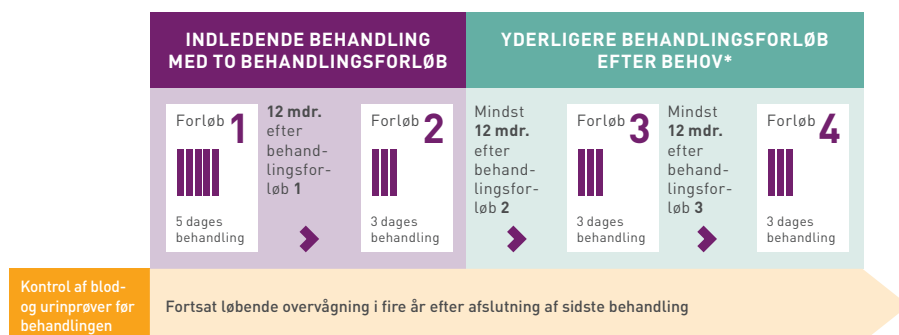 INDLEDENDE BEHANDLING
MED TO BEHANDLINGSFORLØB
YDERLIGERE BEHANDLINGSFORLØB
EFTER BEHOV*
Forløb 1
5 dages
behandling
12 mdr.
efter
behand-
lingsfor-
løb 1
Forløb 2
3 dages
behandling
Mindst
12 mdr.
efter
behand-
lingsfor-
løb 2
Forløb 3
3 dages
behandling
Mindst
12 mdr.
efter
behand-
lingsfor-
løb 3
Forløb 4
3 dages
behandling
Kontrol af blod-
og urinprøver før
behandlingen
Fortsat løbende overvågning i fire år efter afslutning af sidste behandling